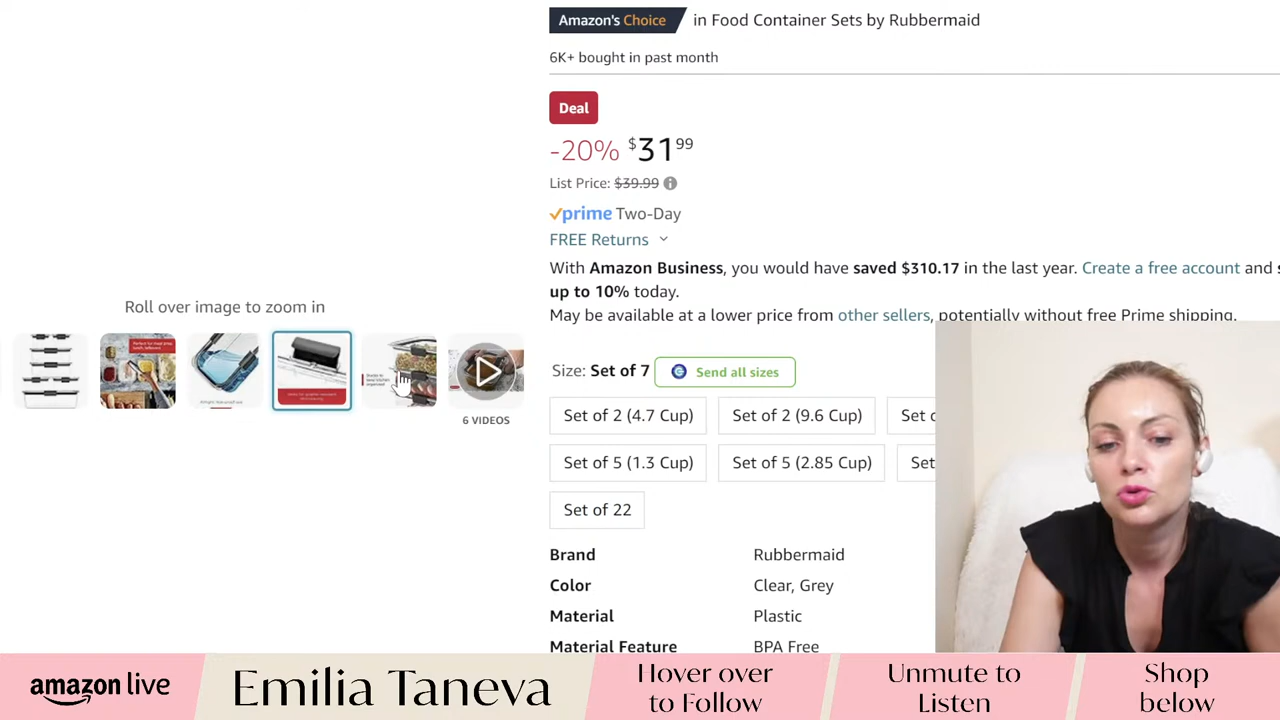 Amazon's Choice in Food Container Sets by Rubbermaid
6K+ bought in past month
Deal
-20% $31 99
List Price: $39.99
prime Two-Day
FREE Returns
With Amazon Business, you would have saved $310.17 in the last year. Create a free account and
up to 10% today.
May be available at a lower price from other sellers, potentially without free Prime shipping.
Roll over image to zoom in
6 VIDEOS
Size: Set of 7
Send all sizes
Set of 2 (4.7 Cup)
Set of 2 (9.6 Cup)
Set
Set of 5 (1.3 Cup)
Set of 5 (2.85 Cup)
Set
Set of 22
Brand Rubbermaid
Color Clear, Grey
Material Plastic
Material Feature BPA Free
amazon live
Emilia Taneva
Hover over
to Follow
Unmute to
Listen
Shop
below